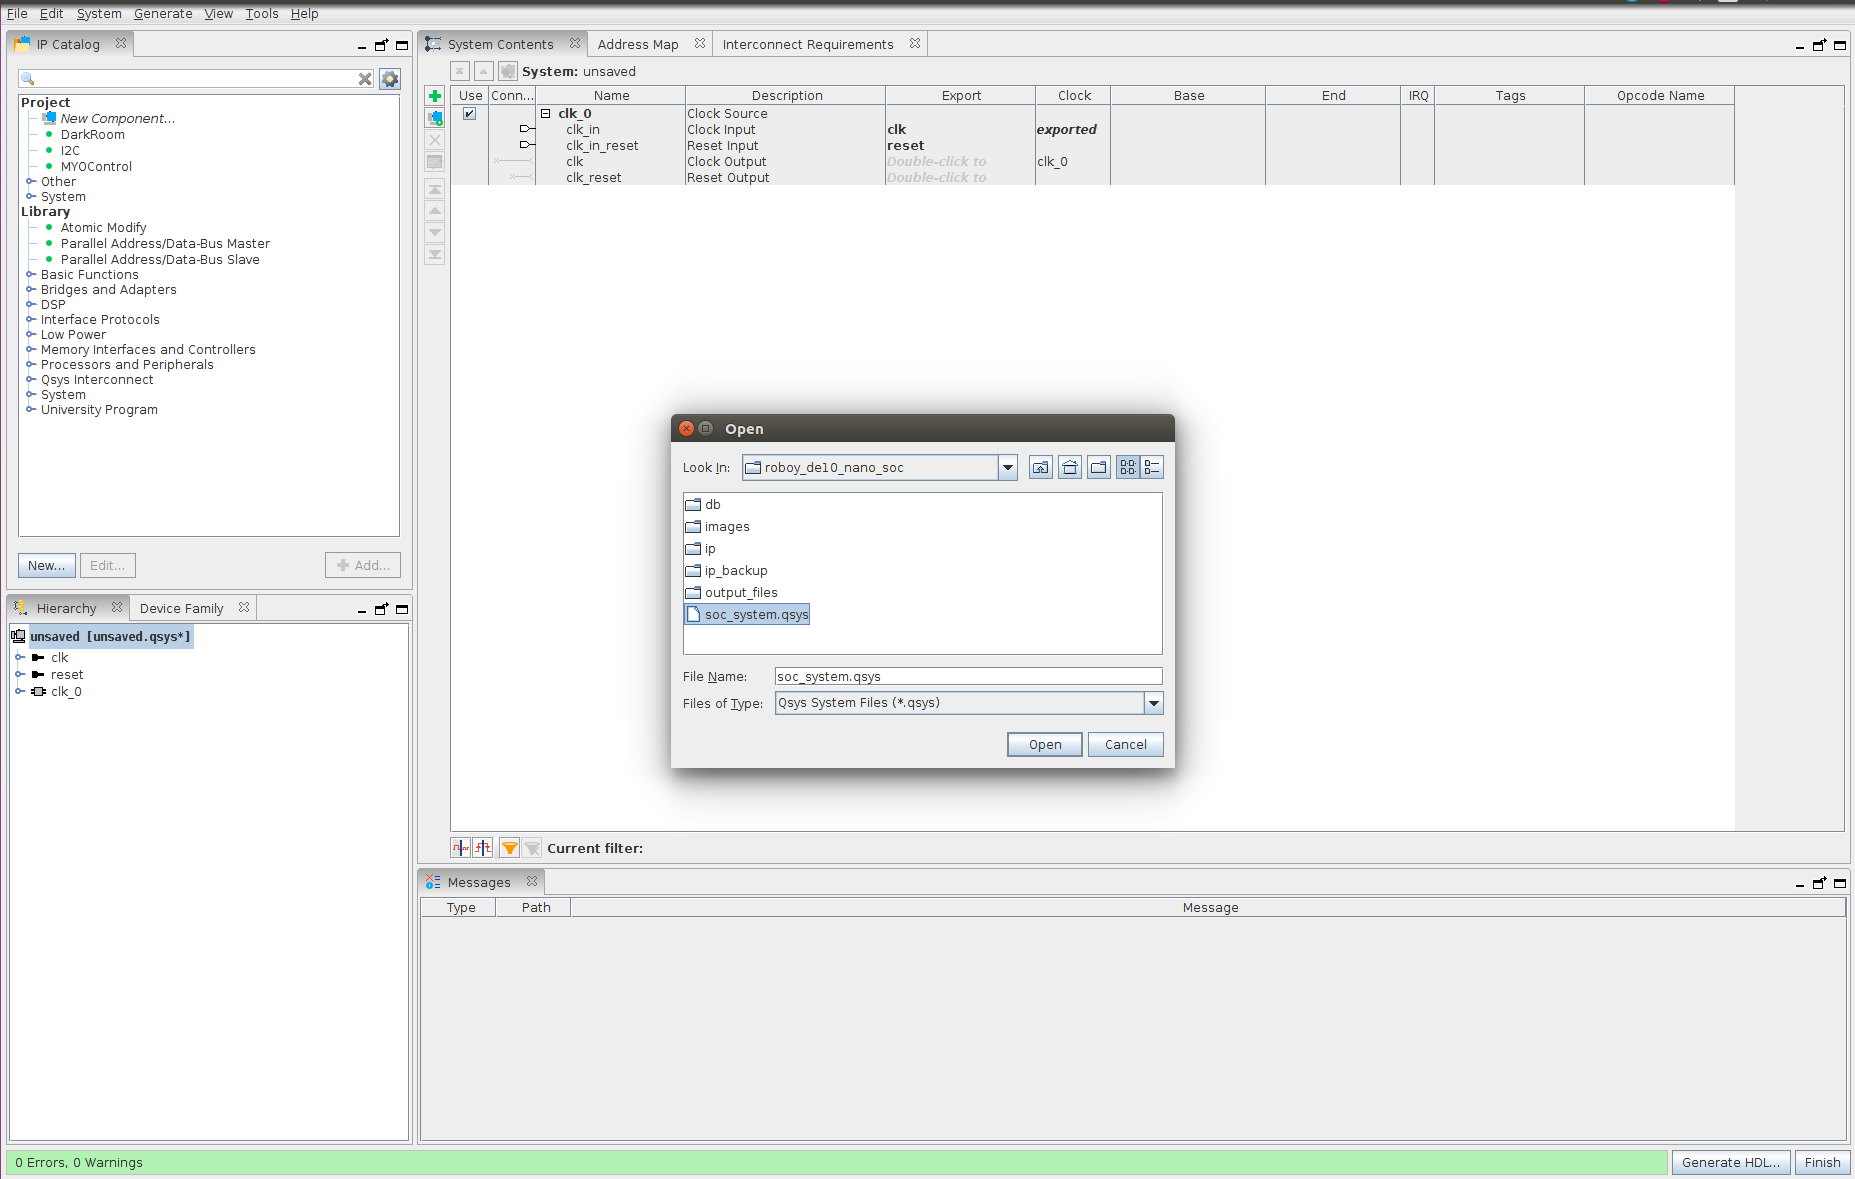 File Edit System Generate View Tools Help
IP Catalog
Project
New Component...
DarkRoom
I2C
MYOControl
Other
System
Library
Atomic Modify
Parallel Address/Data-Bus Master
Parallel Address/Data-Bus Slave
Basic Functions
Bridges and Adapters
DSP
Interface Protocols
Low Power
Memory Interfaces and Controllers
Processors and Peripherals
Qsys Interconnect
System
University Program
New... Edit... Add...
Hierarchy Device Family
unsaved [unsaved.qsys*]
clk
reset
clk_0
System Contents Address Map Interconnect Requirements
System: unsaved
Use Conn... Name Description Export Clock Base End IRQ Tags Opcode Name
clk_0 Clock Source
clk_in Clock Input clk exported
clk_in_reset Reset Input reset
clk Clock Output Double-click to clk_0
clk_reset Reset Output Double-click to
Open
Look In: roboy_de10_nano_soc
db
images
ip
ip_backup
output_files
soc_system.qsys
File Name: soc_system.qsys
Files of Type: Qsys System Files (*.qsys)
Open Cancel
Current filter:
Messages
Type Path Message
0 Errors, 0 Warnings
Generate HDL... Finish